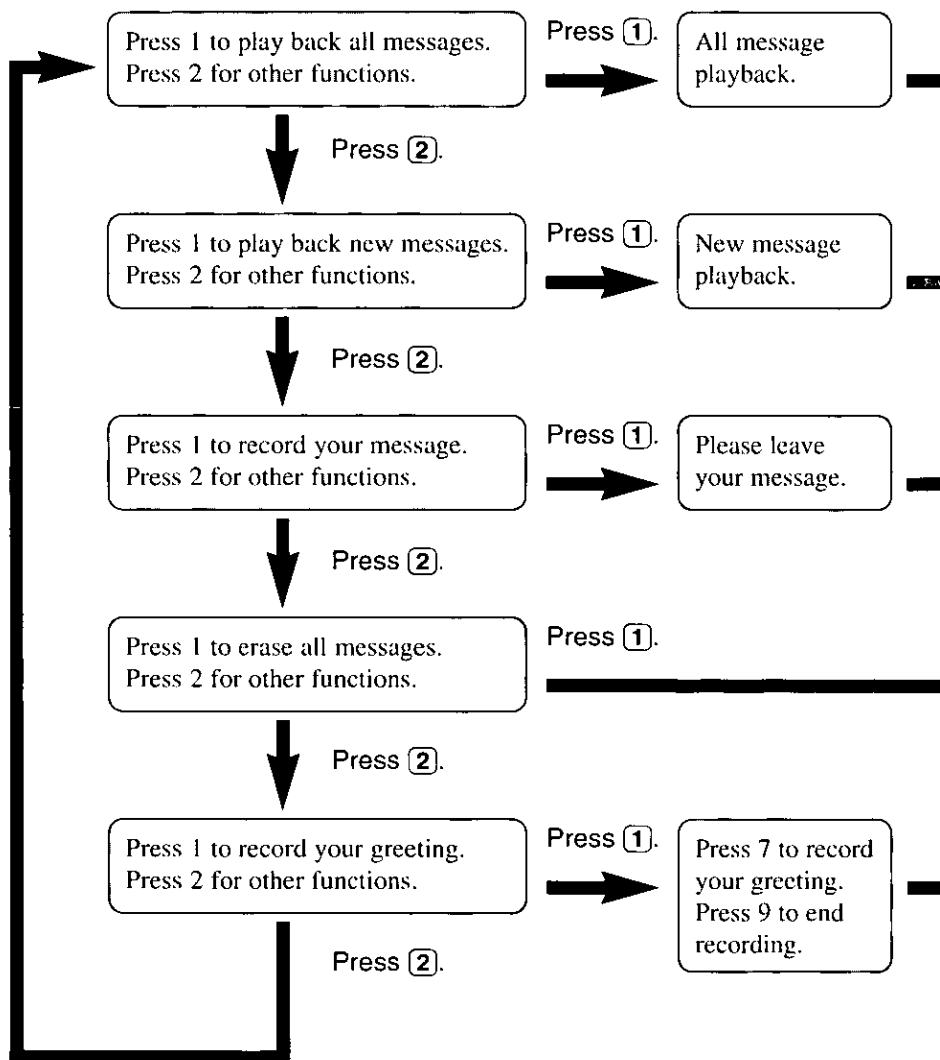 Press 1 to play back all messages.
Press 2 for other functions.
Press 1.
All message
playback.
Press 2.
Press 1 to play back new messages.
Press 2 for other functions.
Press 1.
New message
playback.
Press 2.
Press 1 to record your message.
Press 2 for other functions.
Press 1.
Please leave
your message.
Press 2.
Press 1 to erase all messages.
Press 2 for other functions.
Press 1.
Press 2.
Press 1 to record your greeting.
Press 2 for other functions.
Press 1.
Press 7 to record
your greeting.
Press 9 to end
recording.
Press 2.